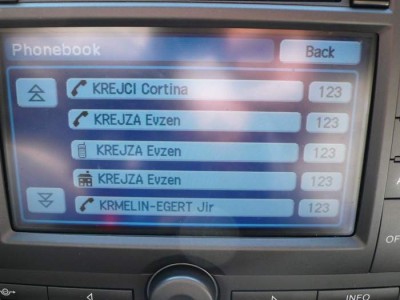 Phonebook Back
KREJCI Cortina 123
KREJZA Evzen 123
KREJZA Evzen 123
KREJZA Evzen 123
KRMELIN-EGERT Jir 123
INFO